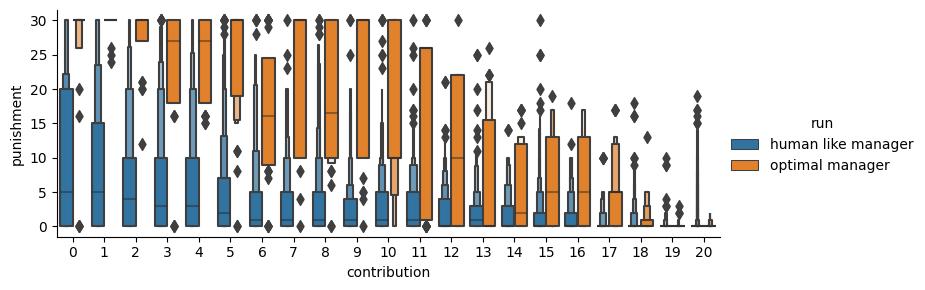 30
25
20
15
10
5
0
punishment
0 1 2 3 4 5 6 7 8 9 10 11 12 13 14 15 16 17 18 19 20
contribution
run
human like manager
optimal manager